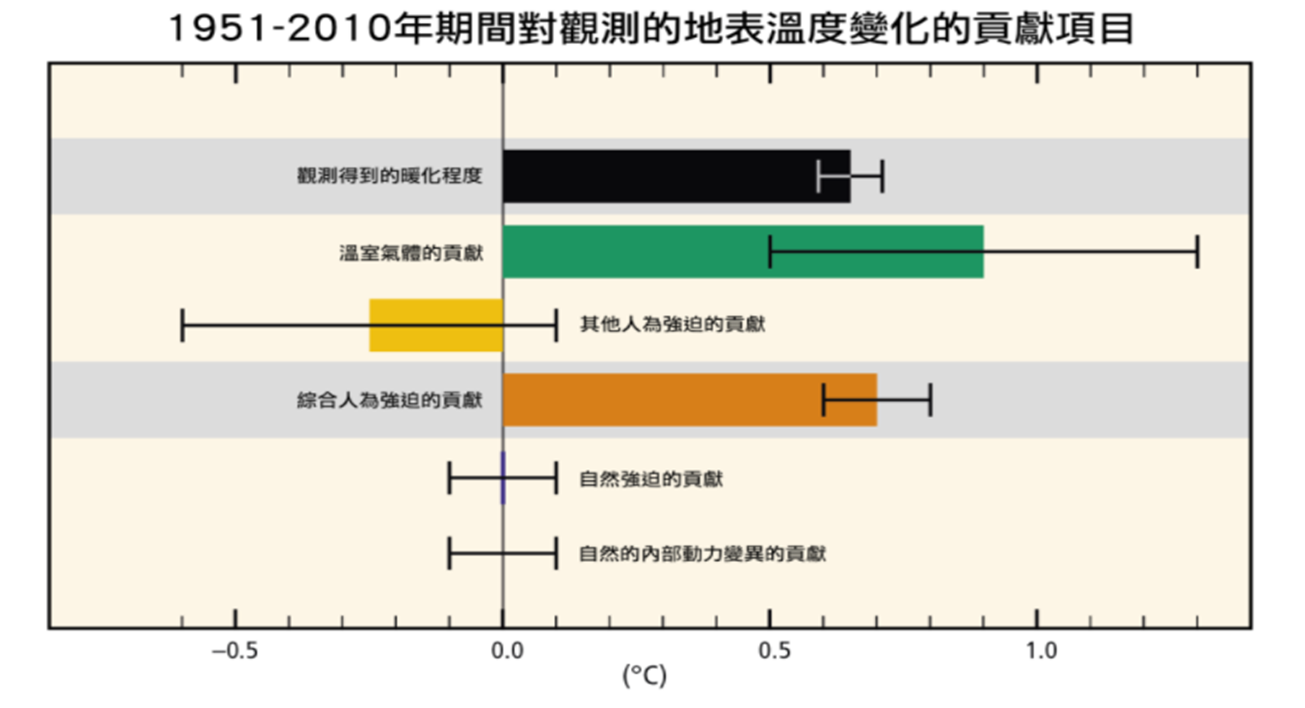 1951-2010年期間對觀測的地表溫度變化的貢獻項目
觀測得到的暖化程度
溫室氣體的貢獻
其他人為強迫的貢獻
綜合人為強迫的貢獻
自然強迫的貢獻
自然的內部動力變異的貢獻
−0.5 0.0 0.5 1.0
(°C)